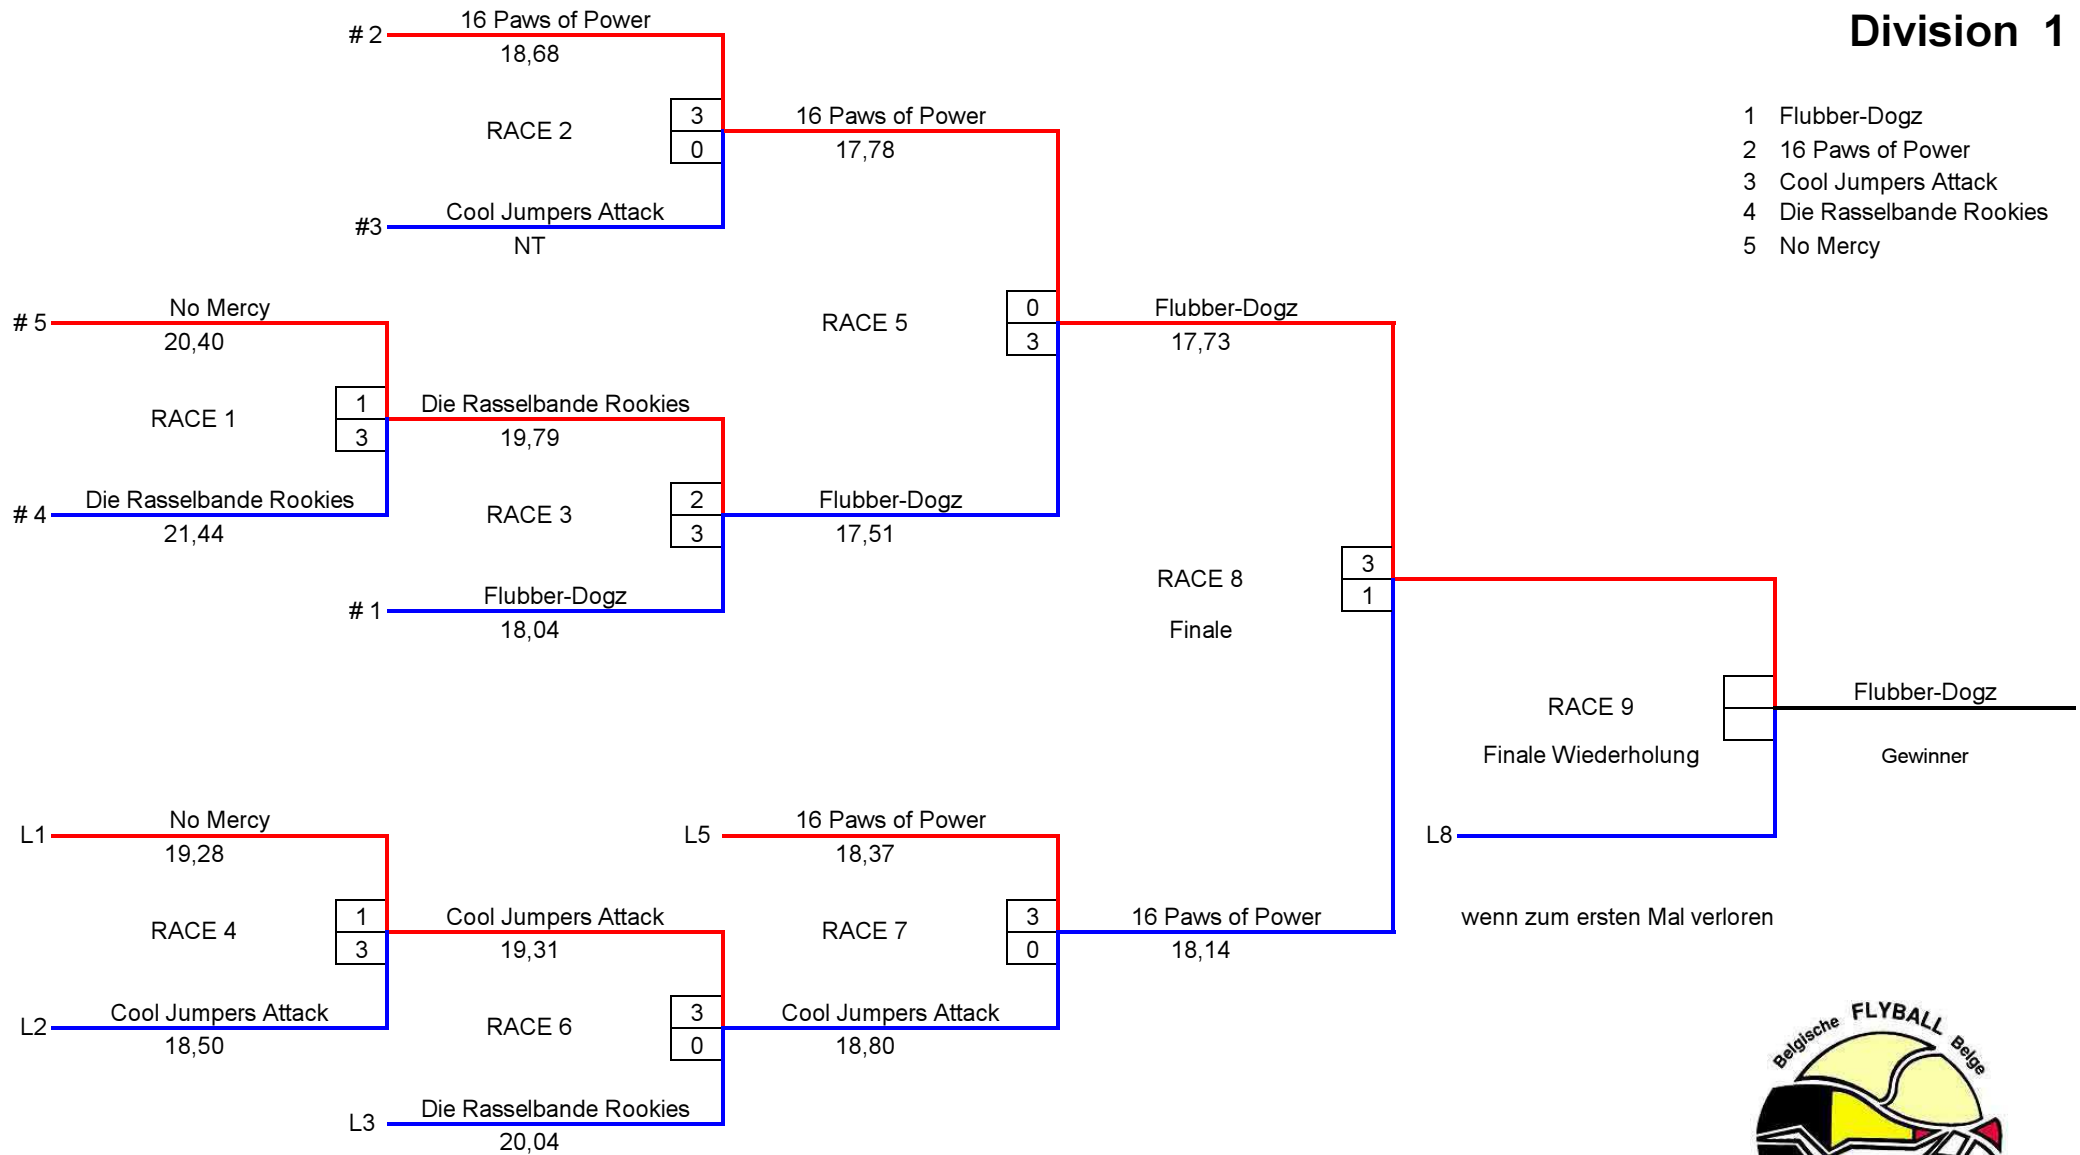 Division 1
1 Flubber-Dogz
2 16 Paws of Power
3 Cool Jumpers Attack
4 Die Rasselbande Rookies
5 No Mercy
# 2
16 Paws of Power
18,68
RACE 2
3
0
#3
Cool Jumpers Attack
NT
16 Paws of Power
17,78
# 5
No Mercy
20,40
RACE 1
1
3
# 4
Die Rasselbande Rookies
21,44
Die Rasselbande Rookies
19,79
RACE 3
2
3
# 1
Flubber-Dogz
18,04
Flubber-Dogz
17,51
RACE 5
0
3
Flubber-Dogz
17,73
RACE 8
3
1
Finale
RACE 9
Finale Wiederholung
Flubber-Dogz
Gewinner
L8
wenn zum ersten Mal verloren
L1
No Mercy
19,28
RACE 4
1
3
L2
Cool Jumpers Attack
18,50
Cool Jumpers Attack
19,31
RACE 6
3
0
L3
Die Rasselbande Rookies
20,04
L5
16 Paws of Power
18,37
RACE 7
3
0
Cool Jumpers Attack
18,80
16 Paws of Power
18,14
Belgische FLYBALL Belge